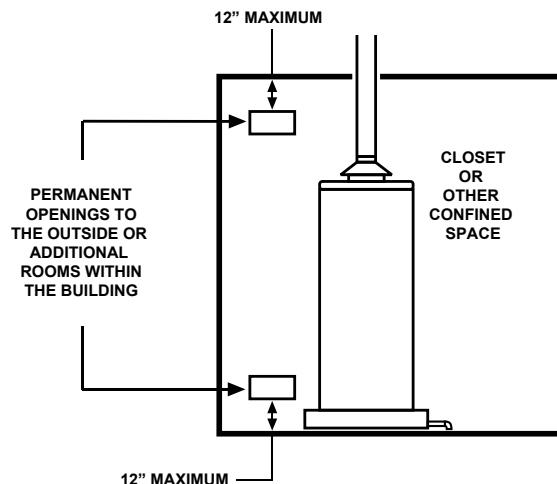 12” MAXIMUM
CLOSET
OR
OTHER
CONFINED
SPACE
PERMANENT
OPENINGS TO
THE OUTSIDE OR
ADDITIONAL
ROOMS WITHIN
THE BUILDING
12” MAXIMUM